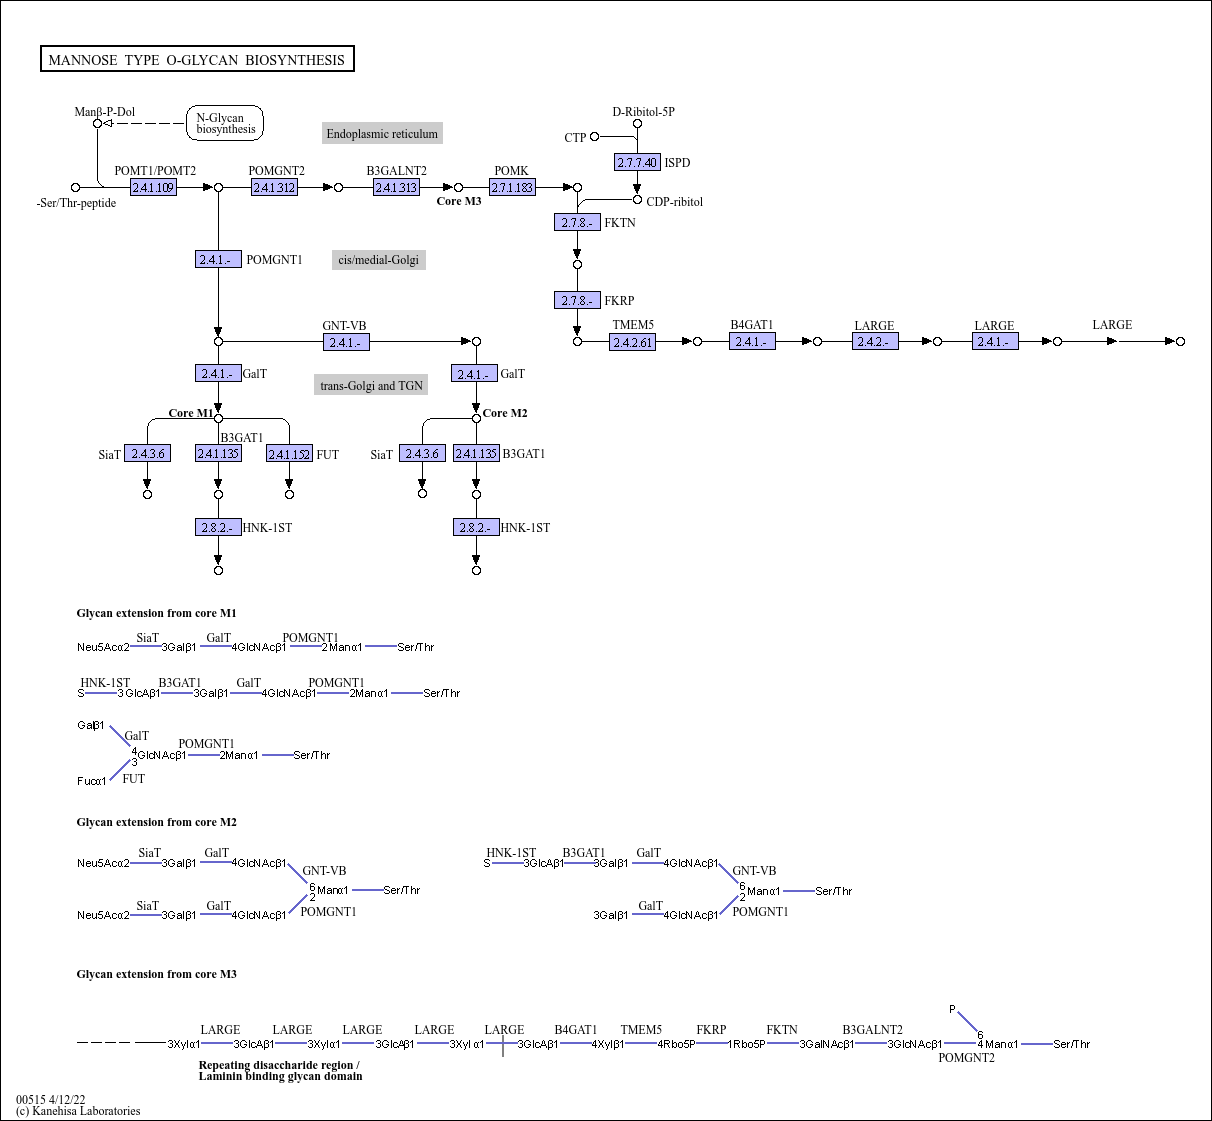 MANNOSE TYPE O-GLYCAN BIOSYNTHESIS
Manβ-P-Dol
N-Glycan
biosynthesis
Endoplasmic reticulum
D-Ribitol-5P
CTP
2.7.7.40 ISPD
POMT1/POMT2 POMGNT2 B3GALNT2 POMK
2.4.1.109 2.4.1.312 2.4.1.313 2.7.1.183
-Ser/Thr-peptide
Core M3
CDP-ribitol
2.7.8.- FKTN
2.4.1.- POMGNT1
cis/medial-Golgi
2.7.8.- FKRP
GNT-VB
2.4.1.-
TMEM5 B4GAT1 LARGE LARGE LARGE
2.4.2.61 2.4.1.- 2.4.2.- 2.4.1.-
2.4.1.- GalT
trans-Golgi and TGN
2.4.1.- GalT
Core M1
Core M2
B3GAT1
SiaT 2.4.3.6 2.4.1.135 2.4.1.152 FUT
SiaT 2.4.3.6 2.4.1.135 B3GAT1
2.8.2.- HNK-1ST
2.8.2.- HNK-1ST
Glycan extension from core M1
SiaT GalT POMGNT1
Neu5Acα2 3Galβ1 4GlcNAcβ1 2Manα1 Ser/Thr
HNK-1ST B3GAT1 GalT POMGNT1
S 3GlcAβ1 3Galβ1 4GlcNAcβ1 2Manα1 Ser/Thr
Galβ1
GalT
POMGNT1
4
3
GlcNAcβ1 2Manα1 Ser/Thr
Fucα1 FUT
Glycan extension from core M2
SiaT GalT
Neu5Acα2 3Galβ1 4GlcNAcβ1
GNT-VB
6
2
Manα1 Ser/Thr
SiaT GalT POMGNT1
Neu5Acα2 3Galβ1 4GlcNAcβ1
HNK-1ST B3GAT1 GalT
S 3GlcAβ1 3Galβ1 4GlcNAcβ1
GNT-VB
6
2
Manα1 Ser/Thr
GalT POMGNT1
3Galβ1 4GlcNAcβ1
Glycan extension from core M3
P
LARGE LARGE LARGE LARGE LARGE B4GAT1 TMEM5 FKRP FKTN B3GALNT2
6
3Xylα1 3GlcAβ1 3Xylα1 3GlcAβ1 3Xylα1 3GlcAβ1 4Xylβ1 4Rbo5P 1Rbo5P 3GalNAcβ1 3GlcNAcβ1 4 Manα1 Ser/Thr
POMGNT2
Repeating disaccharide region /
Laminin binding glycan domain
00515 4/12/22
(c) Kanehisa Laboratories